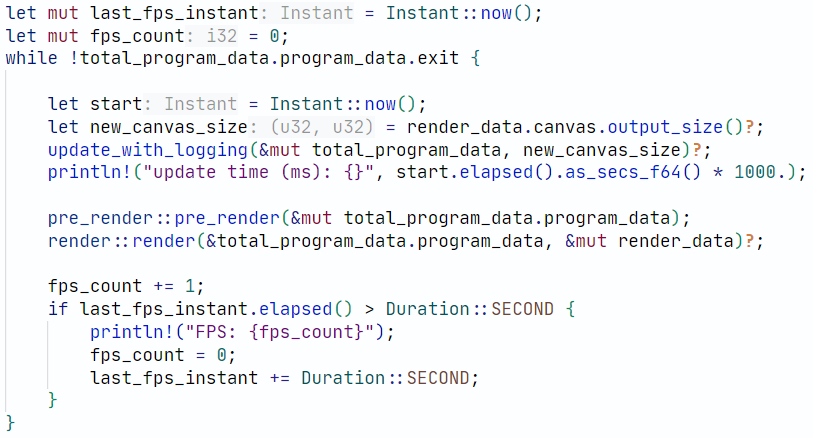 let mut last_fps_instant: Instant = Instant::now();
let mut fps_count: i32 = 0;
while !total_program_data.program_data.exit {
let start: Instant = Instant::now();
let new_canvas_size: (u32, u32) = render_data.canvas.output_size()?;
update_with_logging(&mut total_program_data, new_canvas_size)?;
println!("update time (ms): {}", start.elapsed().as_secs_f64() * 1000.);
pre_render::pre_render(&mut total_program_data.program_data);
render::render(&total_program_data.program_data, &mut render_data)?;
fps_count += 1;
if last_fps_instant.elapsed() > Duration::SECOND {
println!("FPS: {fps_count}");
fps_count = 0;
last_fps_instant += Duration::SECOND;
}
}